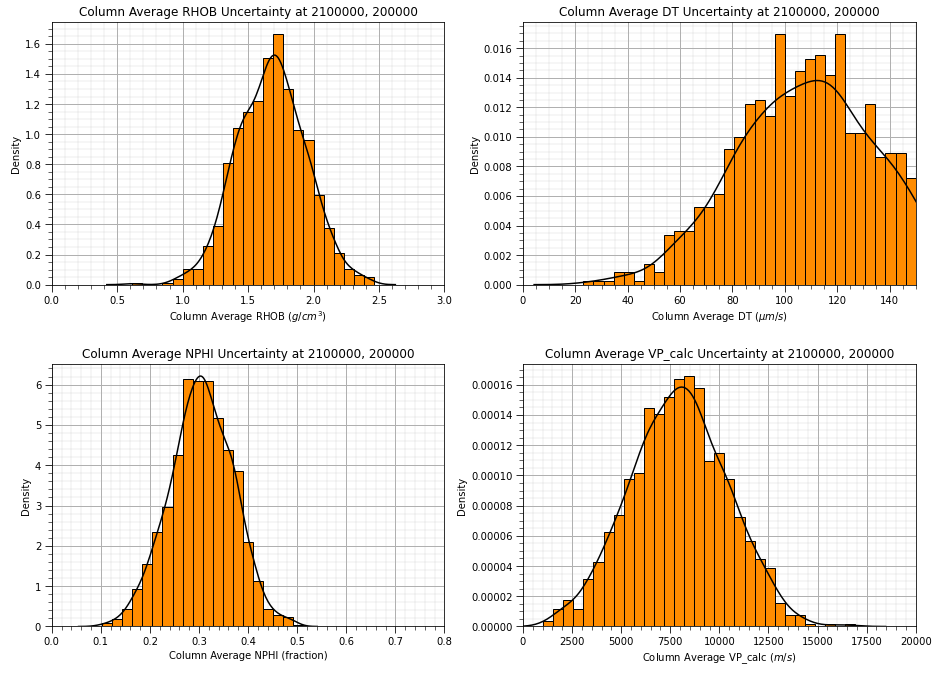 Column Average RHOB Uncertainty at 2100000, 200000
Density
1.6
1.4
1.2
1.0
0.8
0.6
0.4
0.2
0.0
0.0 0.5 1.0 1.5 2.0 2.5 3.0
Column Average RHOB (g/cm³)
Column Average DT Uncertainty at 2100000, 200000
Density
0.016
0.014
0.012
0.010
0.008
0.006
0.004
0.002
0.000
0 20 40 60 80 100 120 140
Column Average DT (μm/s)
Column Average NPHI Uncertainty at 2100000, 200000
Density
6
5
4
3
2
1
0
0.0 0.1 0.2 0.3 0.4 0.5 0.6 0.7 0.8
Column Average NPHI (fraction)
Column Average VP_calc Uncertainty at 2100000, 200000
Density
0.00016
0.00014
0.00012
0.00010
0.00008
0.00006
0.00004
0.00002
0.00000
0 2500 5000 7500 10000 12500 15000 17500 20000
Column Average VP_calc (m/s)